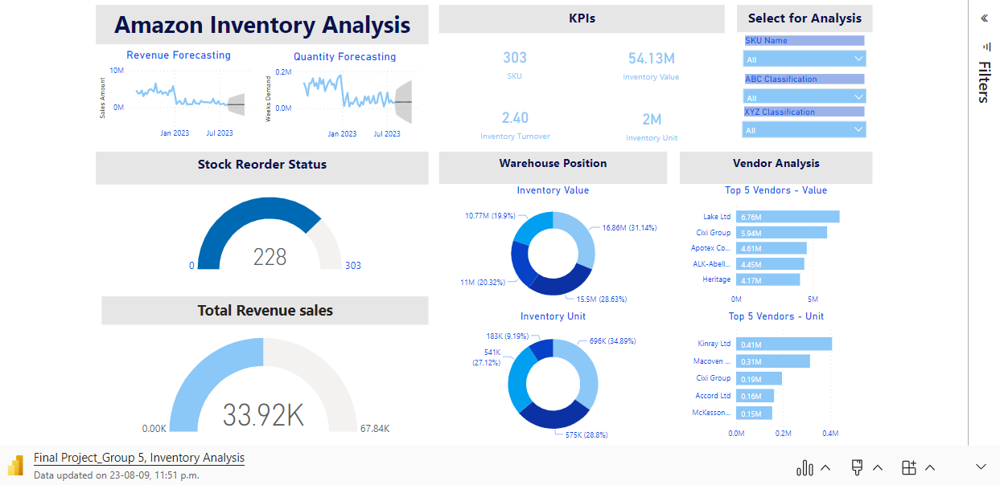 Amazon Inventory Analysis
Revenue Forecasting
Sales Amount
10M
0M
Jan 2023
Jul 2023
Quantity Forecasting
Weeks Demand
0.2M
0.0M
Jan 2023
Jul 2023
KPIs
303
SKU
54.13M
Inventory Value
2.40
Inventory Turnover
2M
Inventory Unit
Select for Analysis
SKU Name
All
ABC Classification
All
XYZ Classification
All
Filters
Stock Reorder Status
0
228
303
Total Revenue sales
0.00K
33.92K
67.84K
Warehouse Position
Inventory Value
10.77M (19.9%)
16.86M (31.14%)
11M (20.32%)
15.5M (28.63%)
Inventory Unit
183K (9.19%)
696K (34.89%)
541K
(27.12%)
575K (28.8%)
Vendor Analysis
Top 5 Vendors - Value
Lake Ltd 6.76M
Cixi Group 5.94M
Apotex Co... 4.61M
ALK-Abell... 4.45M
Heritage 4.17M
0M 5M
Top 5 Vendors - Unit
Kinray Ltd 0.41M
Macoven ... 0.31M
Cixi Group 0.19M
Accord Ltd 0.16M
McKesson... 0.15M
0.0M 0.2M 0.4M
Final Project_Group 5, Inventory Analysis
Data updated on 23-08-09, 11:51 p.m.